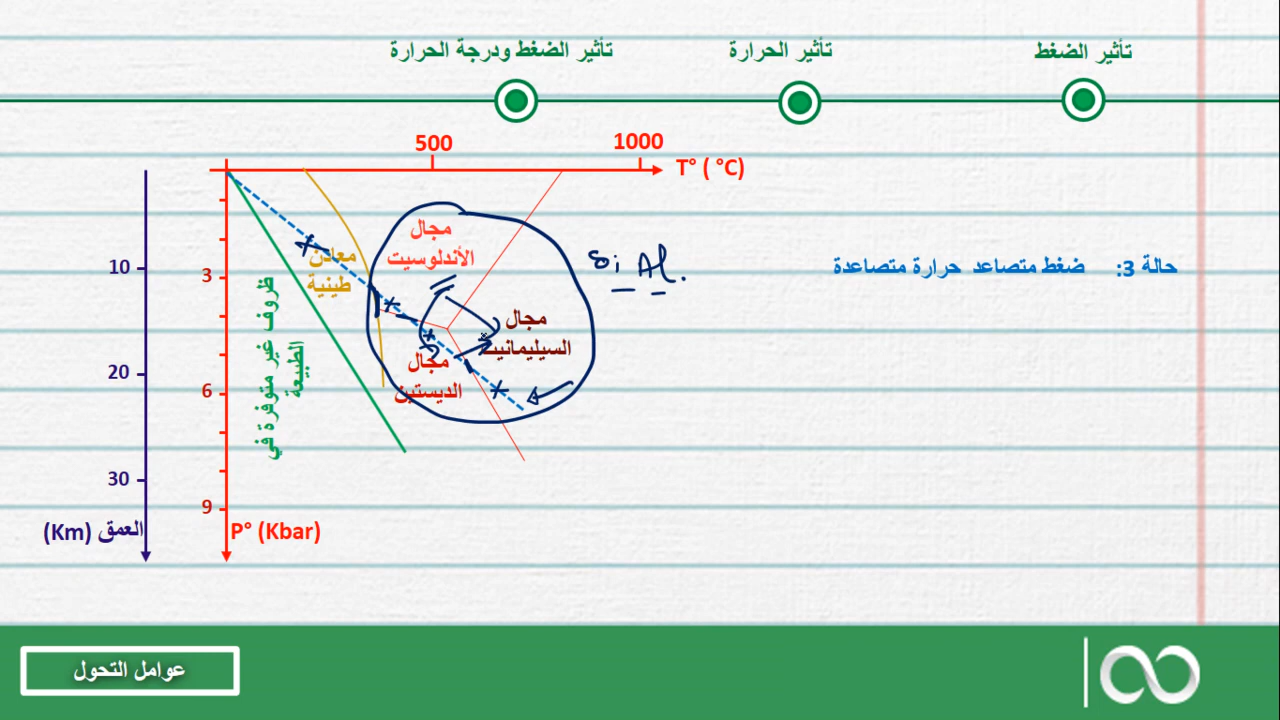 تأثير الضغط
تأثير الحرارة
تأثير الضغط ودرجة الحرارة
500
1000
T° ( °C)
مجال
الأندلوسيت
معادن
طينية
Si Al.
حالة 3: ضغط متصاعد حرارة متصاعدة
10
3
مجال
السيليمانيت
مجال
الديستين
ظروف غير متوفرة في
الطبيعة
20
6
30
9
العمق (Km)
P° (Kbar)
عوامل التحول